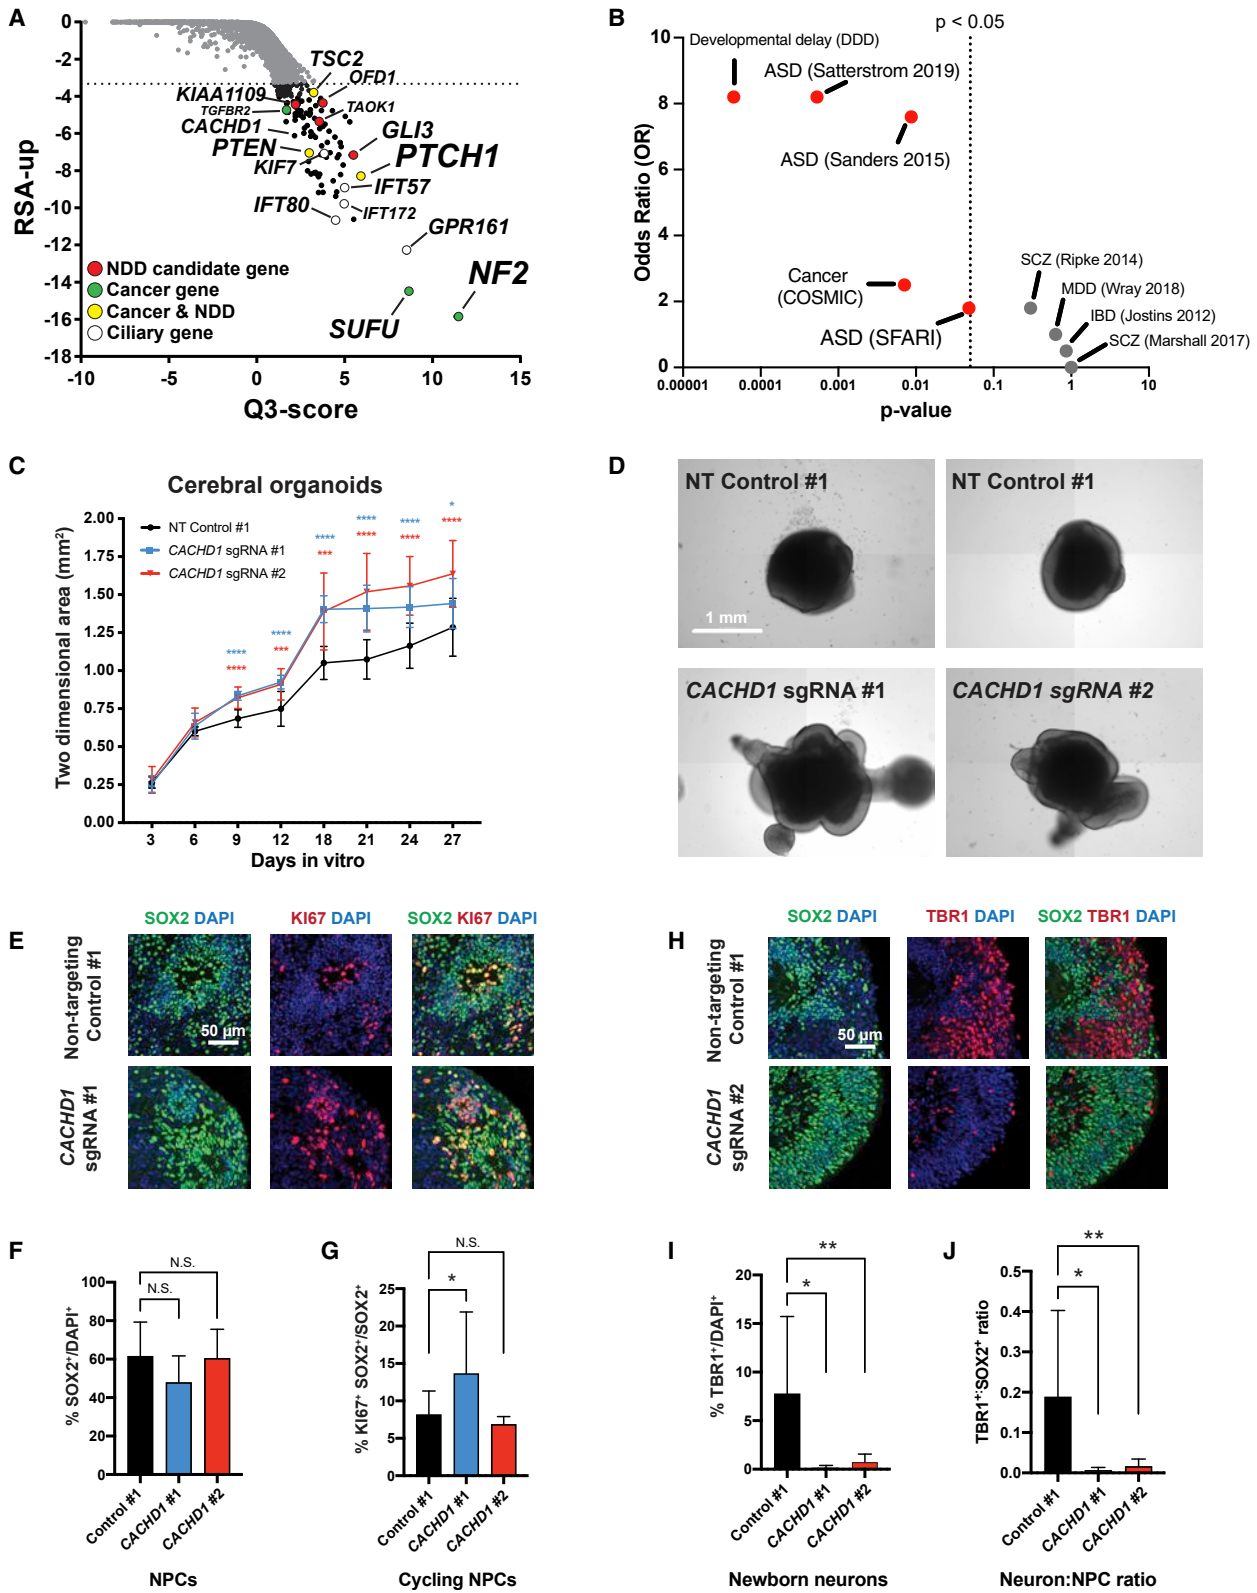 A
RSA-up
0
-2
-4
-6
-8
-10
-12
-14
-16
-18
-10
-5
0
5
10
15
Q3-score
TSC2
OFD1
KIAA1109
TGFBR2
TAOK1
CACHD1
GLI3
PTEN
PTCH1
KIF7
IFT57
IFT80
IFT172
GPR161
NF2
SUFU
NDD candidate gene
Cancer gene
Cancer & NDD
Ciliary gene
B
p < 0.05
Odds Ratio (OR)
10
8
6
4
2
0
0.00001
0.0001
0.001
0.01
0.1
1
10
p-value
Developmental delay (DDD)
ASD (Satterstrom 2019)
ASD (Sanders 2015)
Cancer
(COSMIC)
ASD (SFARI)
SCZ (Ripke 2014)
MDD (Wray 2018)
IBD (Jostins 2012)
SCZ (Marshall 2017)
C
Cerebral organoids
Two dimensional area (mm²)
2.00
1.75
1.50
1.25
1.00
0.75
0.50
0.25
0.00
NT Control #1
CACHD1 sgRNA #1
CACHD1 sgRNA #2
****
****
****
***
****
***
****
****
****
****
*
****
3
6
9
12
18
21
24
27
Days in vitro
D
NT Control #1
1 mm
NT Control #1
CACHD1 sgRNA #1
CACHD1 sgRNA #2
E
SOX2 DAPI
KI67 DAPI
SOX2 KI67 DAPI
Non-targeting
Control #1
50 µm
CACHD1
sgRNA #1
H
SOX2 DAPI
TBR1 DAPI
SOX2 TBR1 DAPI
Non-targeting
Control #1
50 µm
CACHD1
sgRNA #2
F
% SOX2⁺/DAPI⁺
100
80
60
40
20
0
N.S.
N.S.
Control #1
CACHD1 #1
CACHD1 #2
NPCs
G
% KI67⁺ SOX2⁺/SOX2⁺
25
20
15
10
5
0
N.S.
*
Control #1
CACHD1 #1
CACHD1 #2
Cycling NPCs
I
% TBR1⁺/DAPI⁺
20
15
10
5
0
**
*
Control #1
CACHD1 #1
CACHD1 #2
Newborn neurons
J
TBR1⁺:SOX2⁺ ratio
0.5
0.4
0.3
0.2
0.1
0.0
**
*
Control #1
CACHD1 #1
CACHD1 #2
Neuron:NPC ratio